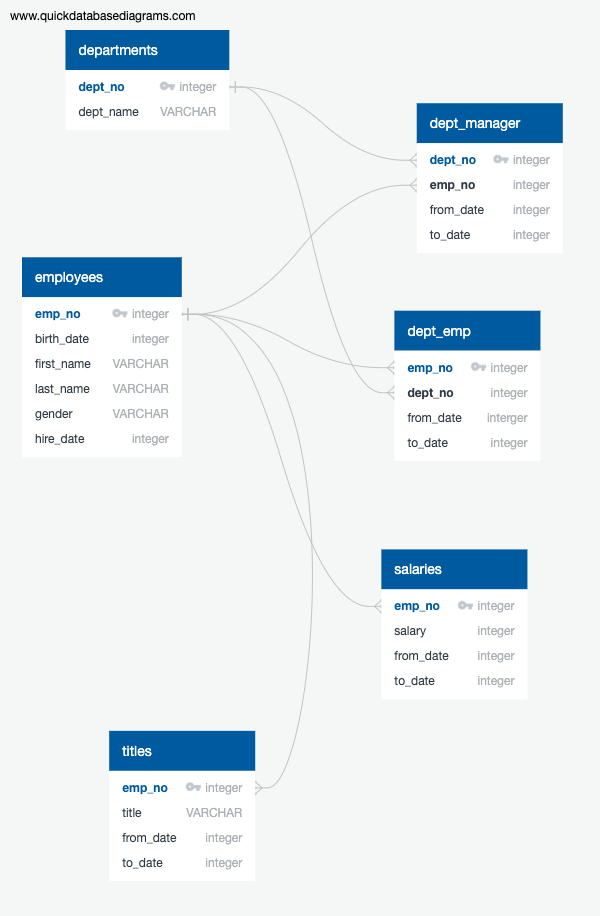 www.quickdatabasediagrams.com
departments
dept_no integer
dept_name VARCHAR
dept_manager
dept_no integer
emp_no integer
from_date integer
to_date integer
employees
emp_no integer
birth_date integer
first_name VARCHAR
last_name VARCHAR
gender VARCHAR
hire_date integer
dept_emp
emp_no integer
dept_no integer
from_date interger
to_date integer
salaries
emp_no integer
salary integer
from_date integer
to_date integer
titles
emp_no integer
title VARCHAR
from_date integer
to_date integer